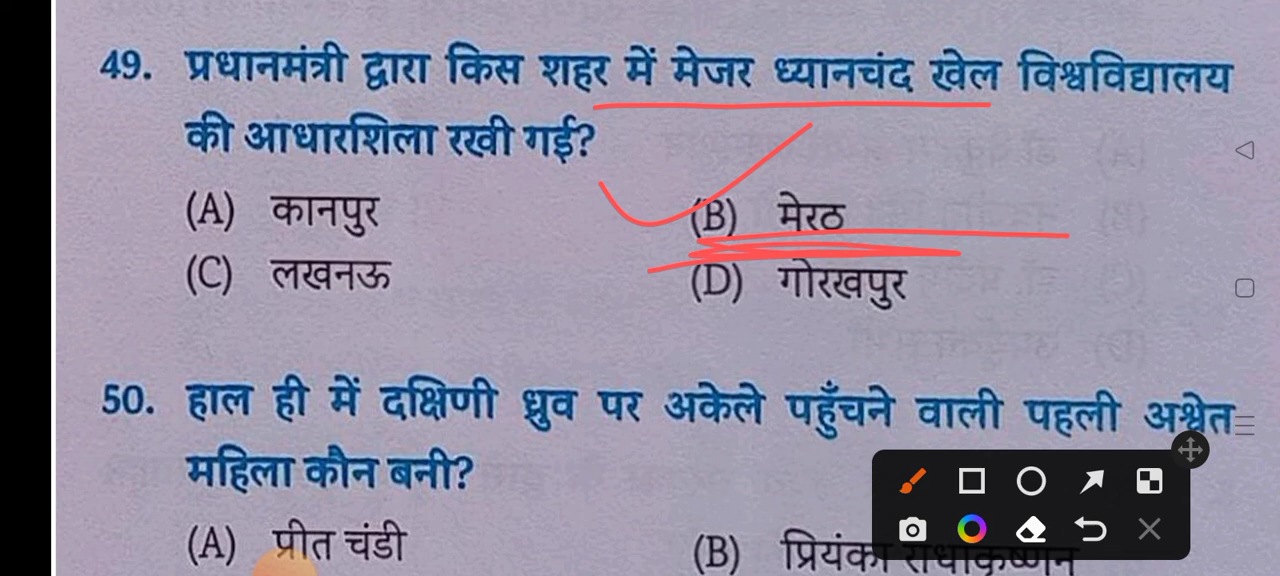 49. प्रधानमंत्री द्वारा किस शहर में मेजर ध्यानचंद खेल विश्वविद्यालय
की आधारशिला रखी गई?
(A) कानपुर (B) मेरठ
(C) लखनऊ (D) गोरखपुर
50. हाल ही में दक्षिणी ध्रुव पर अकेले पहुँचने वाली पहली अश्वेत
महिला कौन बनी?
(A) प्रीत चंडी (B) प्रियंका राधाकृष्णन